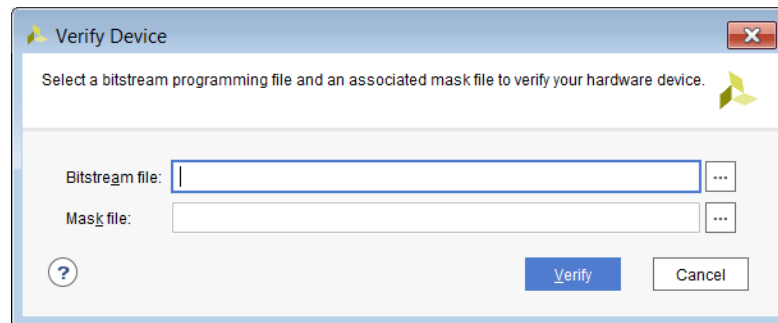 Verify Device
Select a bitstream programming file and an associated mask file to verify your hardware device.
Bitstream file:
...
Mask file:
...
?
Verify
Cancel